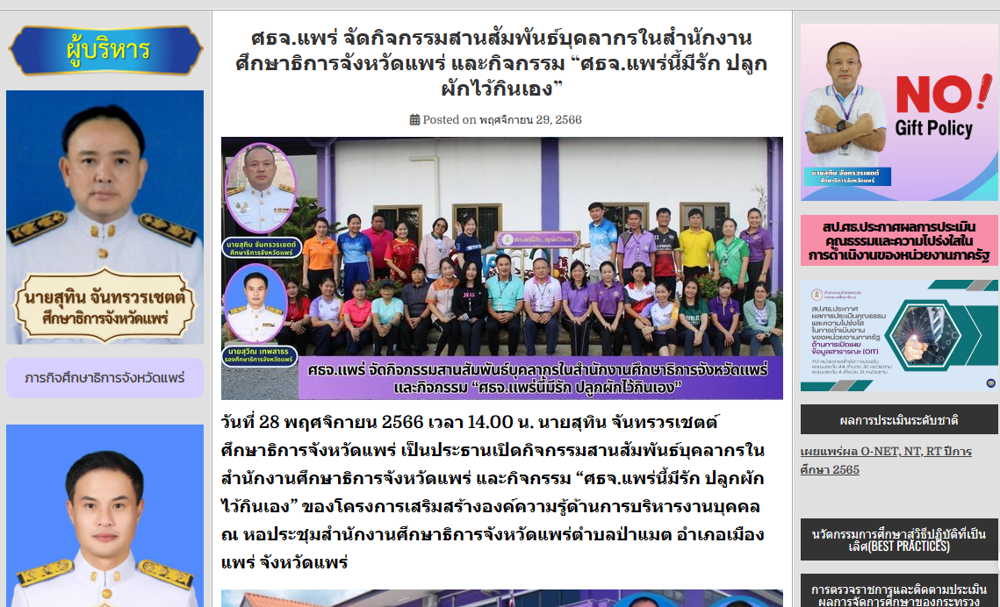 ผู้บริหาร
นายสุทิน จันทรวรเชตต์
ศึกษาธิการจังหวัดแพร่
ภารกิจศึกษาธิการจังหวัดแพร่
ศธจ.แพร่ จัดกิจกรรมสานสัมพันธ์บุคลากรในสำนักงาน
ศึกษาธิการจังหวัดแพร่ และกิจกรรม “ศธจ.แพร่นี้มีรัก ปลูก
ผักไว้กินเอง”
Posted on พฤศจิกายน 29, 2566
นายสุทิน จันทรวรเชตต์
ศึกษาธิการจังหวัดแพร่
นายสุวิณ เทพสาธร
รองศึกษาธิการจังหวัดแพร่
ศธจ.แพร่นี้มีรัก...ปลูกผักไว้กินเอง
ศธจ.แพร่ จัดกิจกรรมสานสัมพันธ์บุคลากรในสำนักงานศึกษาธิการจังหวัดแพร่
และกิจกรรม “ศธจ.แพร่นี้มีรัก ปลูกผักไว้กินเอง”
วันที่ 28 พฤศจิกายน 2566 เวลา 14.00 น. นายสุทิน จันทรวรเชตต์
ศึกษาธิการจังหวัดแพร่ เป็นประธานเปิดกิจกรรมสานสัมพันธ์บุคลากรใน
สำนักงานศึกษาธิการจังหวัดแพร่ และกิจกรรม “ศธจ.แพร่นี้มีรัก ปลูกผัก
ไว้กินเอง” ของโครงการเสริมสร้างองค์ความรู้ด้านการบริหารงานบุคคล
ณ หอประชุมสำนักงานศึกษาธิการจังหวัดแพร่ตำบลป่าแมต อำเภอเมือง
แพร่ จังหวัดแพร่
NO!
Gift Policy
นายสุทิน จันทรวรเชตต์
ศึกษาธิการจังหวัดแพร่
สป.ศธ.ประกาศผลการประเมิน
คุณธรรมและความโปร่งใสใน
การดำเนินงานของหน่วยงานภาครัฐ
สป.ศธ.ประกาศ
ผลการประเมินคุณธรรม
และความโปร่งใส
ในการดำเนินงาน
ของหน่วยงานภาครัฐ
ด้านการเปิดเผย
ข้อมูลสาธารณะ (OIT)
ผลการประเมินระดับชาติ
เผยแพร่ผล O-NET, NT, RT ปีการ
ศึกษา 2565
นวัตกรรมการศึกษาสู่วิธีปฏิบัติที่เป็น
เลิศ(BEST PRACTICES)
การตรวจราชการและติดตามประเมิน
ผลการจัดการศึกษาของกระทรวง